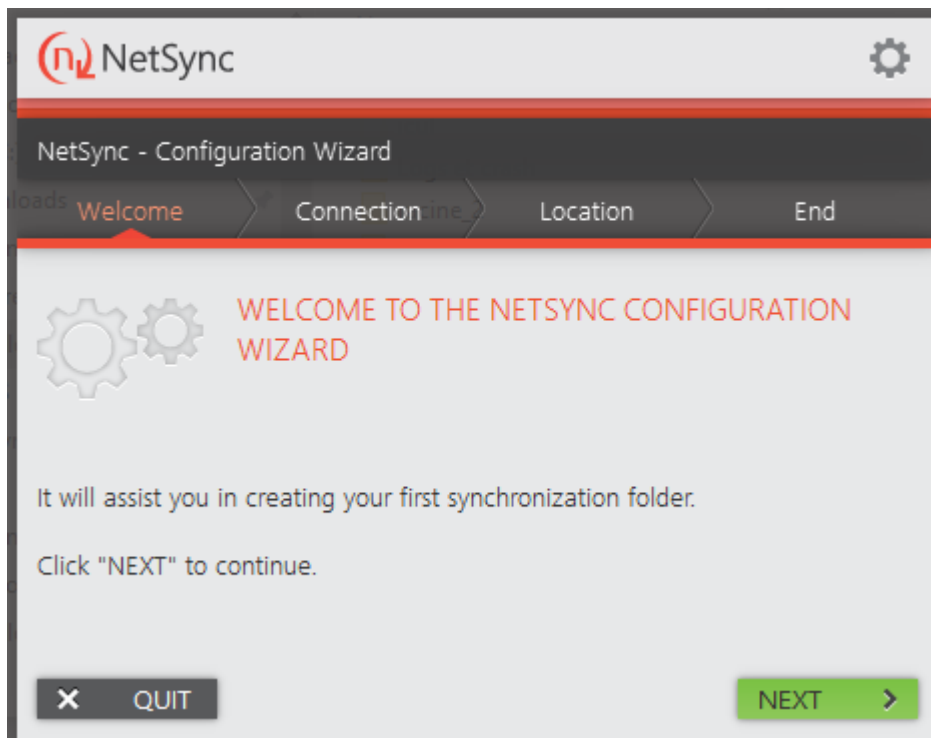 NetSync
NetSync - Configuration Wizard
Welcome Connection Location End
WELCOME TO THE NETSYNC CONFIGURATION
WIZARD
It will assist you in creating your first synchronization folder.
Click "NEXT" to continue.
QUIT NEXT